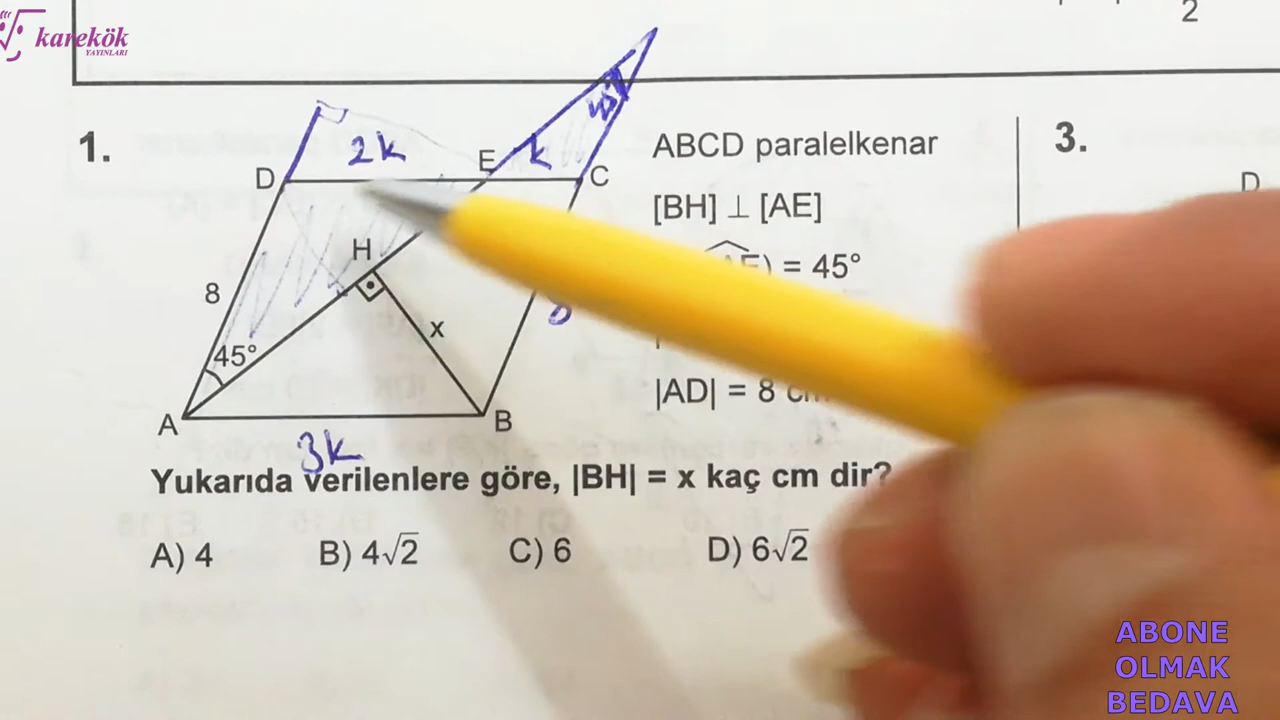 karekök
YAYINLARI
2
1.
3.
ABCD paralelkenar
[BH] ⊥ [AE]
= 45°
|AD| = 8 cm
D
E
C
D
H
8
x
45°
A
B
2k
k
45°
3k
Yukarıda verilenlere göre, |BH| = x kaç cm dir?
A) 4 B) 4√2 C) 6 D) 6√2
ABONE
OLMAK
BEDAVA